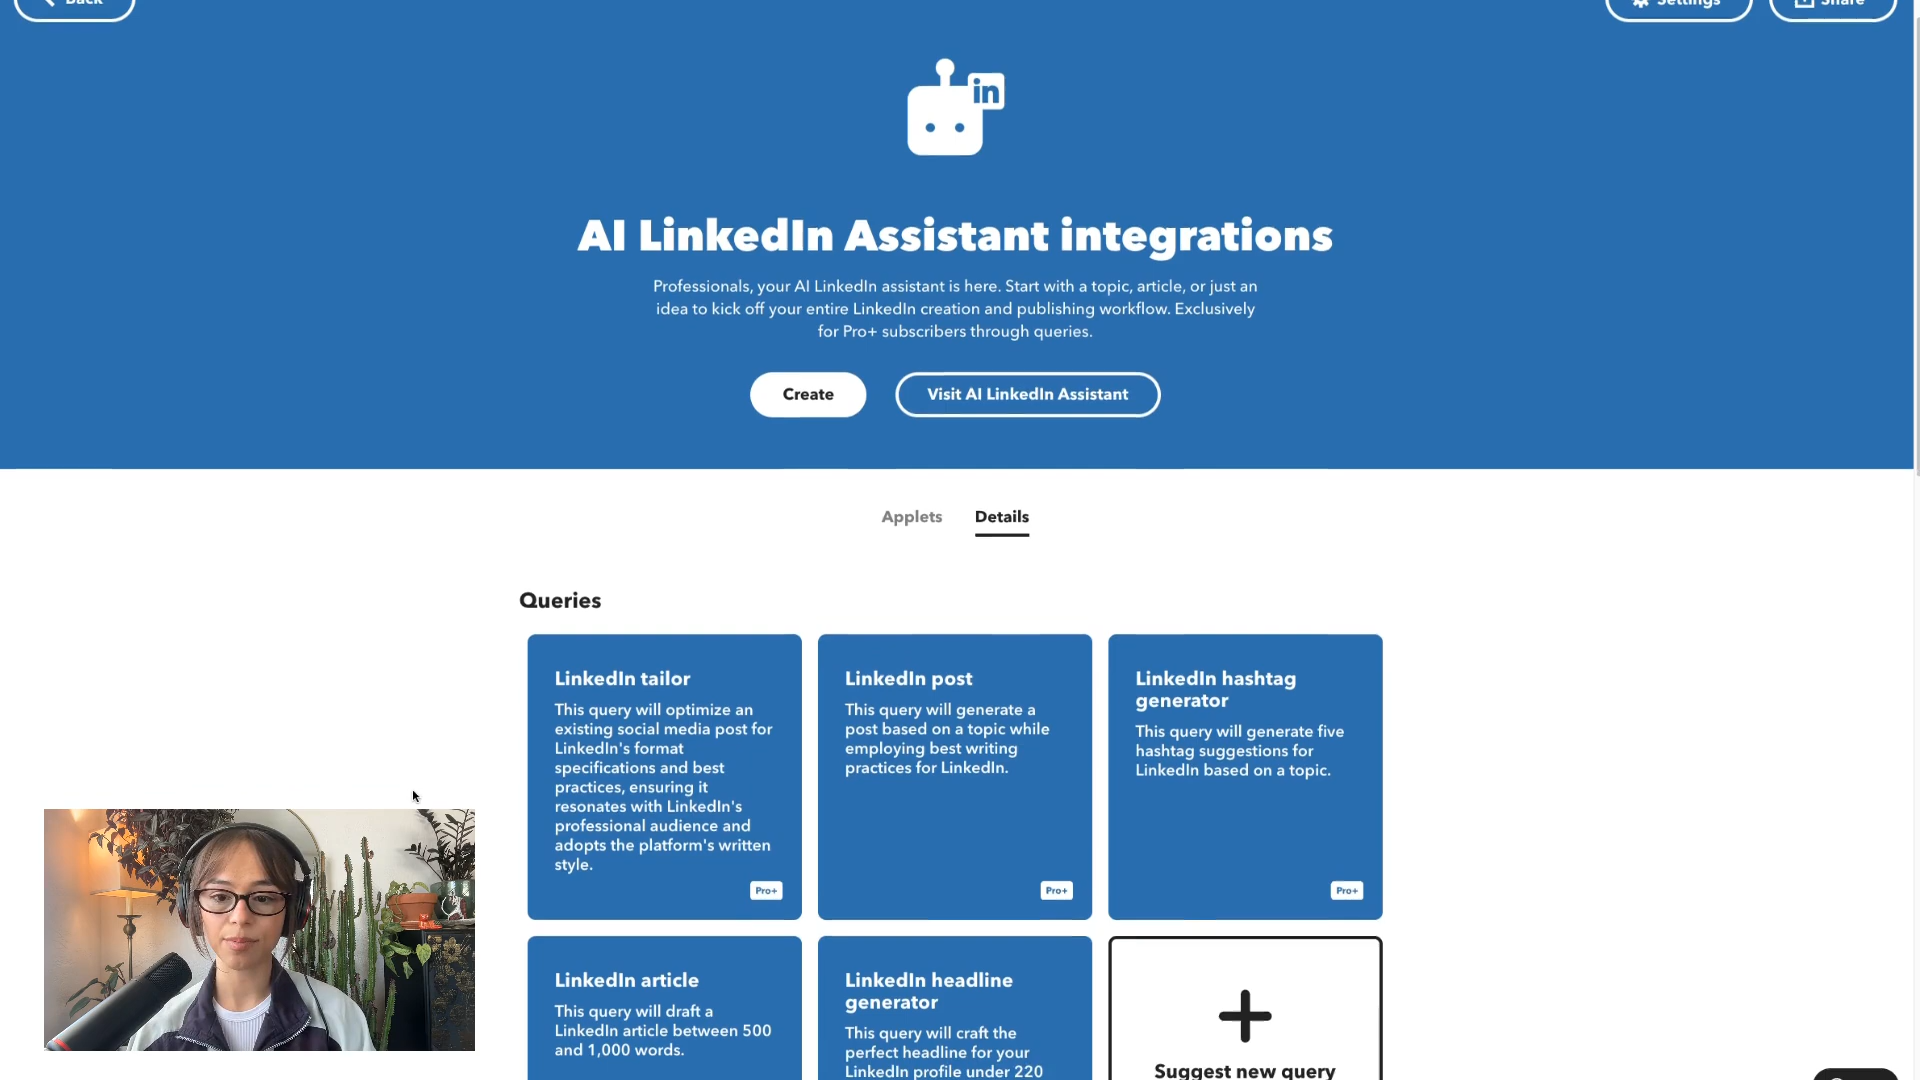 Back
Settings
Share
in
AI LinkedIn Assistant integrations
Professionals, your AI LinkedIn assistant is here. Start with a topic, article, or just an
idea to kick off your entire LinkedIn creation and publishing workflow. Exclusively
for Pro+ subscribers through queries.
Create
Visit AI LinkedIn Assistant
Applets
Details
Queries
LinkedIn tailor
This query will optimize an
existing social media post for
LinkedIn's format
specifications and best
practices, ensuring it
resonates with LinkedIn's
professional audience and
adopts the platform's written
style.
Pro+
LinkedIn post
This query will generate a
post based on a topic while
employing best writing
practices for LinkedIn.
Pro+
LinkedIn hashtag
generator
This query will generate five
hashtag suggestions for
LinkedIn based on a topic.
Pro+
LinkedIn article
This query will draft a
LinkedIn article between 500
and 1,000 words.
LinkedIn headline
generator
This query will craft the
perfect headline for your
LinkedIn profile under 220
Suggest new query